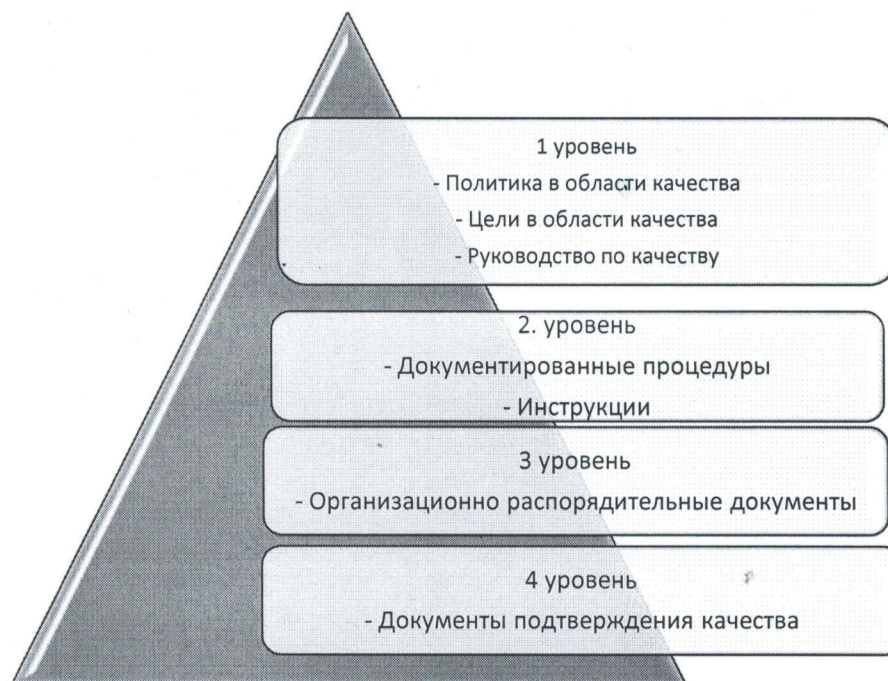 1 уровень
- Политика в области качества
- Цели в области качества
- Руководство по качеству
2. уровень
- Документированные процедуры
- Инструкции
3 уровень
- Организационно распорядительные документы
4 уровень
- Документы подтверждения качества